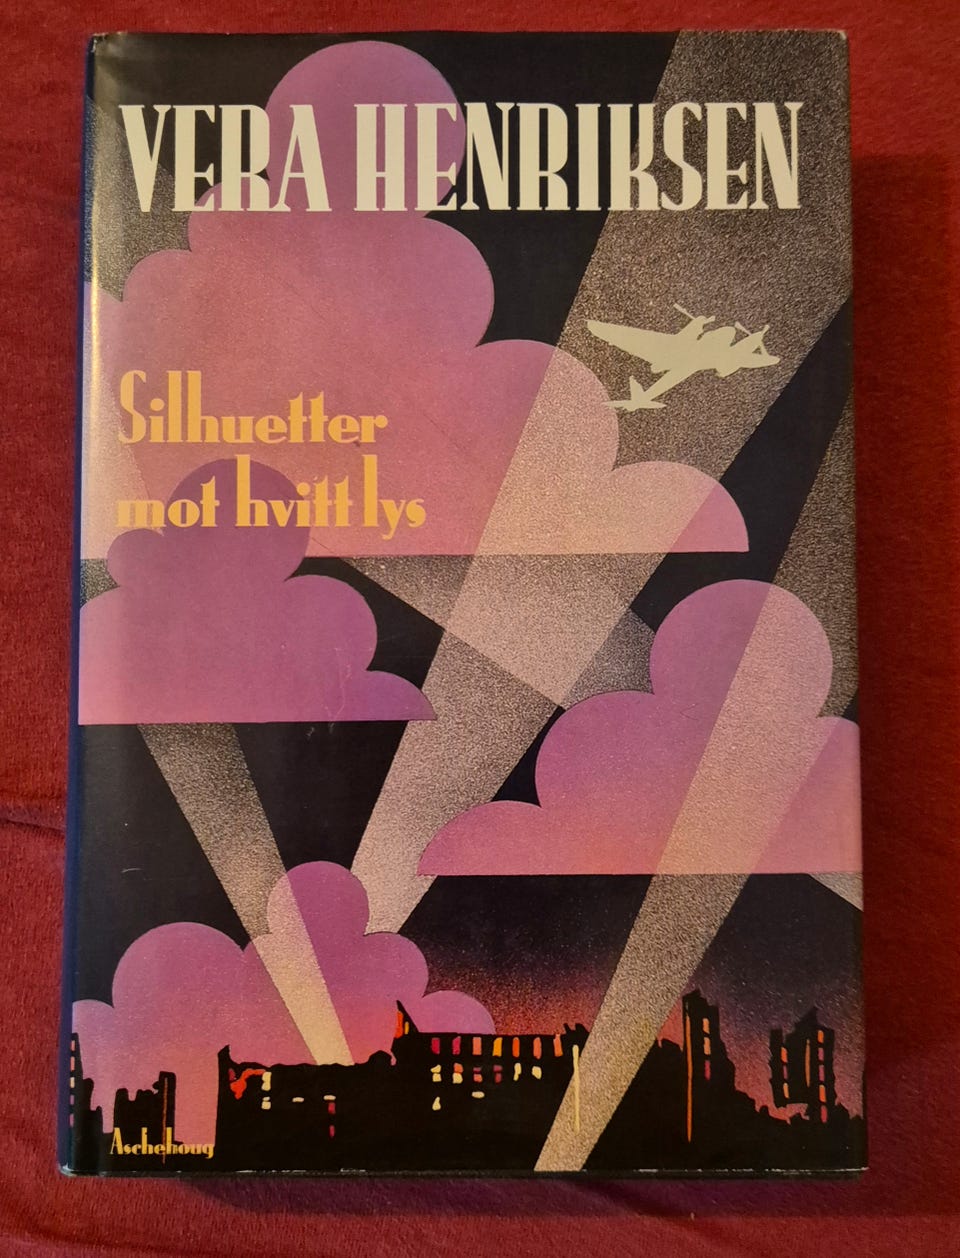 VERA HENRIKSEN
Silhuetter
mot hvitt lys
Aschehoug